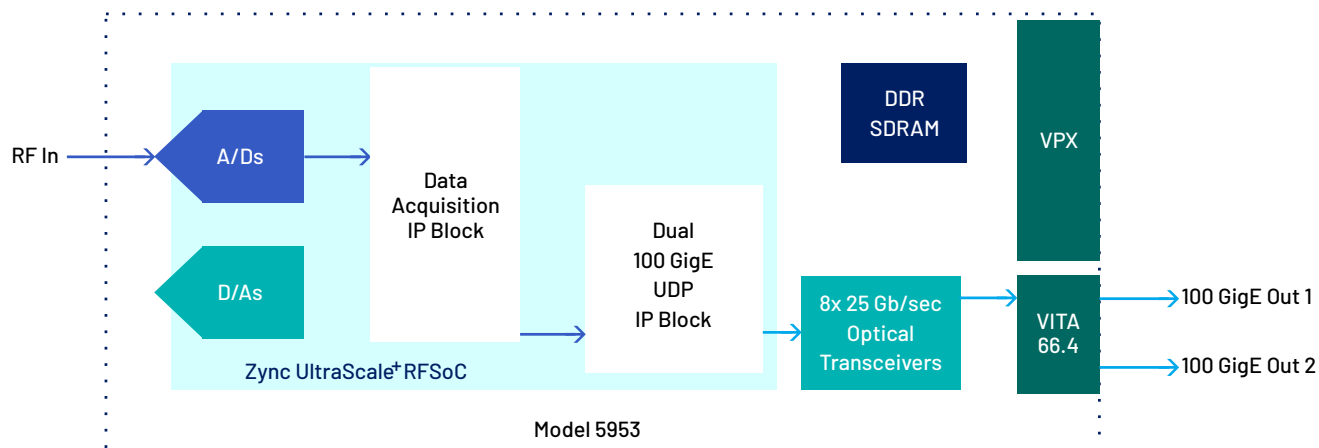 RF In
A/Ds
D/As
Data
Acquisition
IP Block
Dual
100 GigE
UDP
IP Block
Zync UltraScale+ RFSoC
DDR
SDRAM
8x 25 Gb/sec
Optical
Transceivers
VPX
VITA
66.4
100 GigE Out 1
100 GigE Out 2
Model 5953